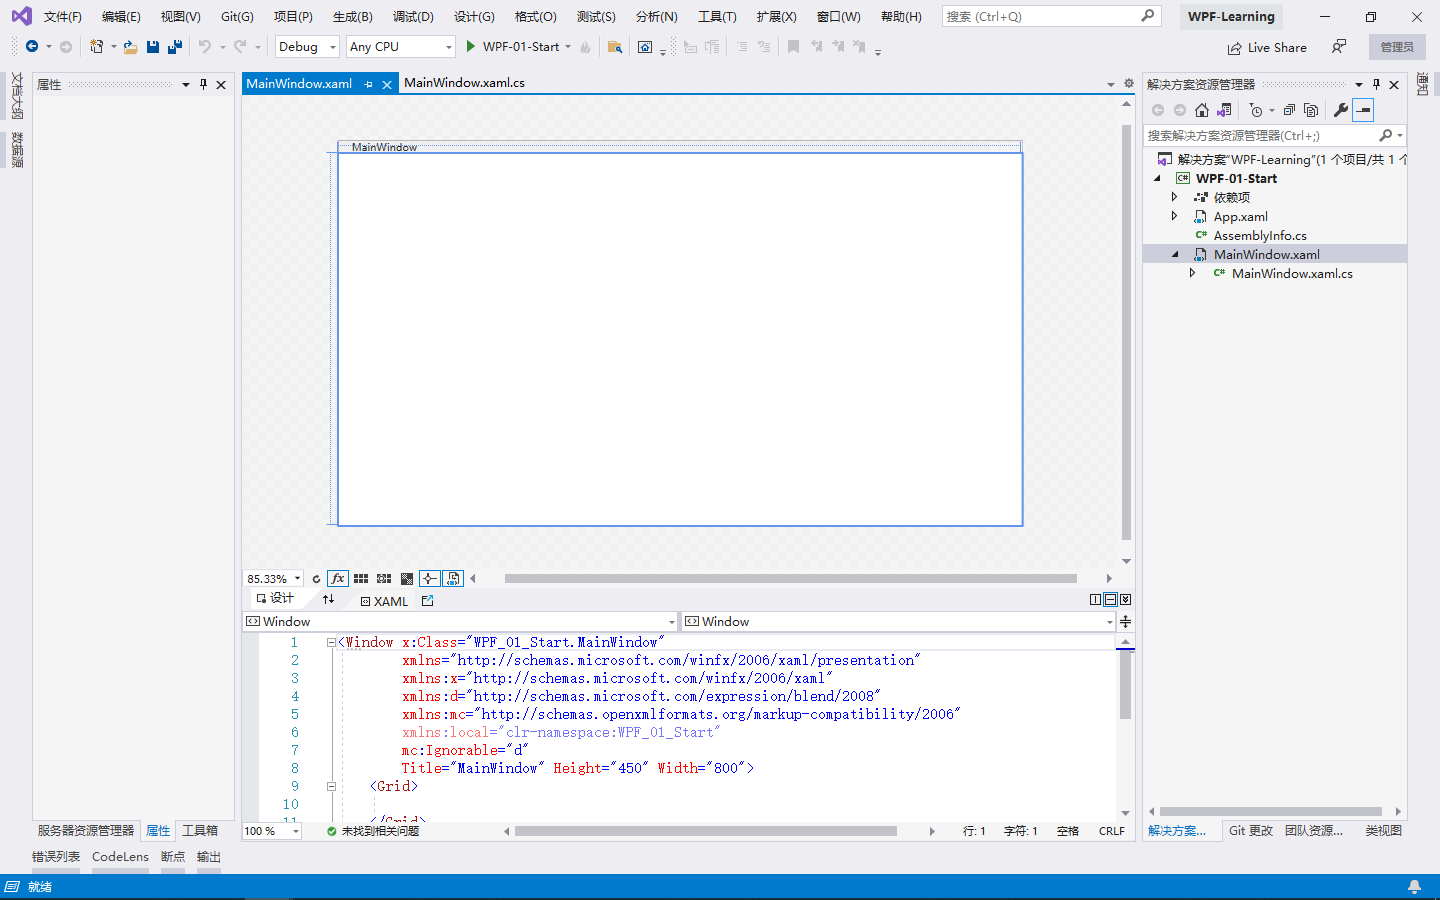 文件(F) 编辑(E) 视图(V) Git(G) 项目(P) 生成(B) 调试(D) 设计(G) 格式(O) 测试(S) 分析(N) 工具(T) 扩展(X) 窗口(W) 帮助(H) 搜索 (Ctrl+Q) WPF-Learning
Debug Any CPU WPF-01-Start Live Share 管理员
文档大纲
数据源
属性
MainWindow.xaml MainWindow.xaml.cs
MainWindow
85.33%
设计 XAML
Window Window
1 <Window x:Class="WPF_01_Start.MainWindow"
2 xmlns="http://schemas.microsoft.com/winfx/2006/xaml/presentation"
3 xmlns:x="http://schemas.microsoft.com/winfx/2006/xaml"
4 xmlns:d="http://schemas.microsoft.com/expression/blend/2008"
5 xmlns:mc="http://schemas.openxmlformats.org/markup-compatibility/2006"
6 xmlns:local="clr-namespace:WPF_01_Start"
7 mc:Ignorable="d"
8 Title="MainWindow" Height="450" Width="800">
9 <Grid>
10
11 </Grid>
100 % 未找到相关问题 行: 1 字符: 1 空格 CRLF
解决方案资源管理器
搜索解决方案资源管理器(Ctrl+;)
解决方案"WPF-Learning"(1 个项目/共 1 个
WPF-01-Start
依赖项
App.xaml
AssemblyInfo.cs
MainWindow.xaml
MainWindow.xaml.cs
通知
服务器资源管理器 属性 工具箱
解决方案... Git 更改 团队资源... 类视图
错误列表 CodeLens 断点 输出
就绪